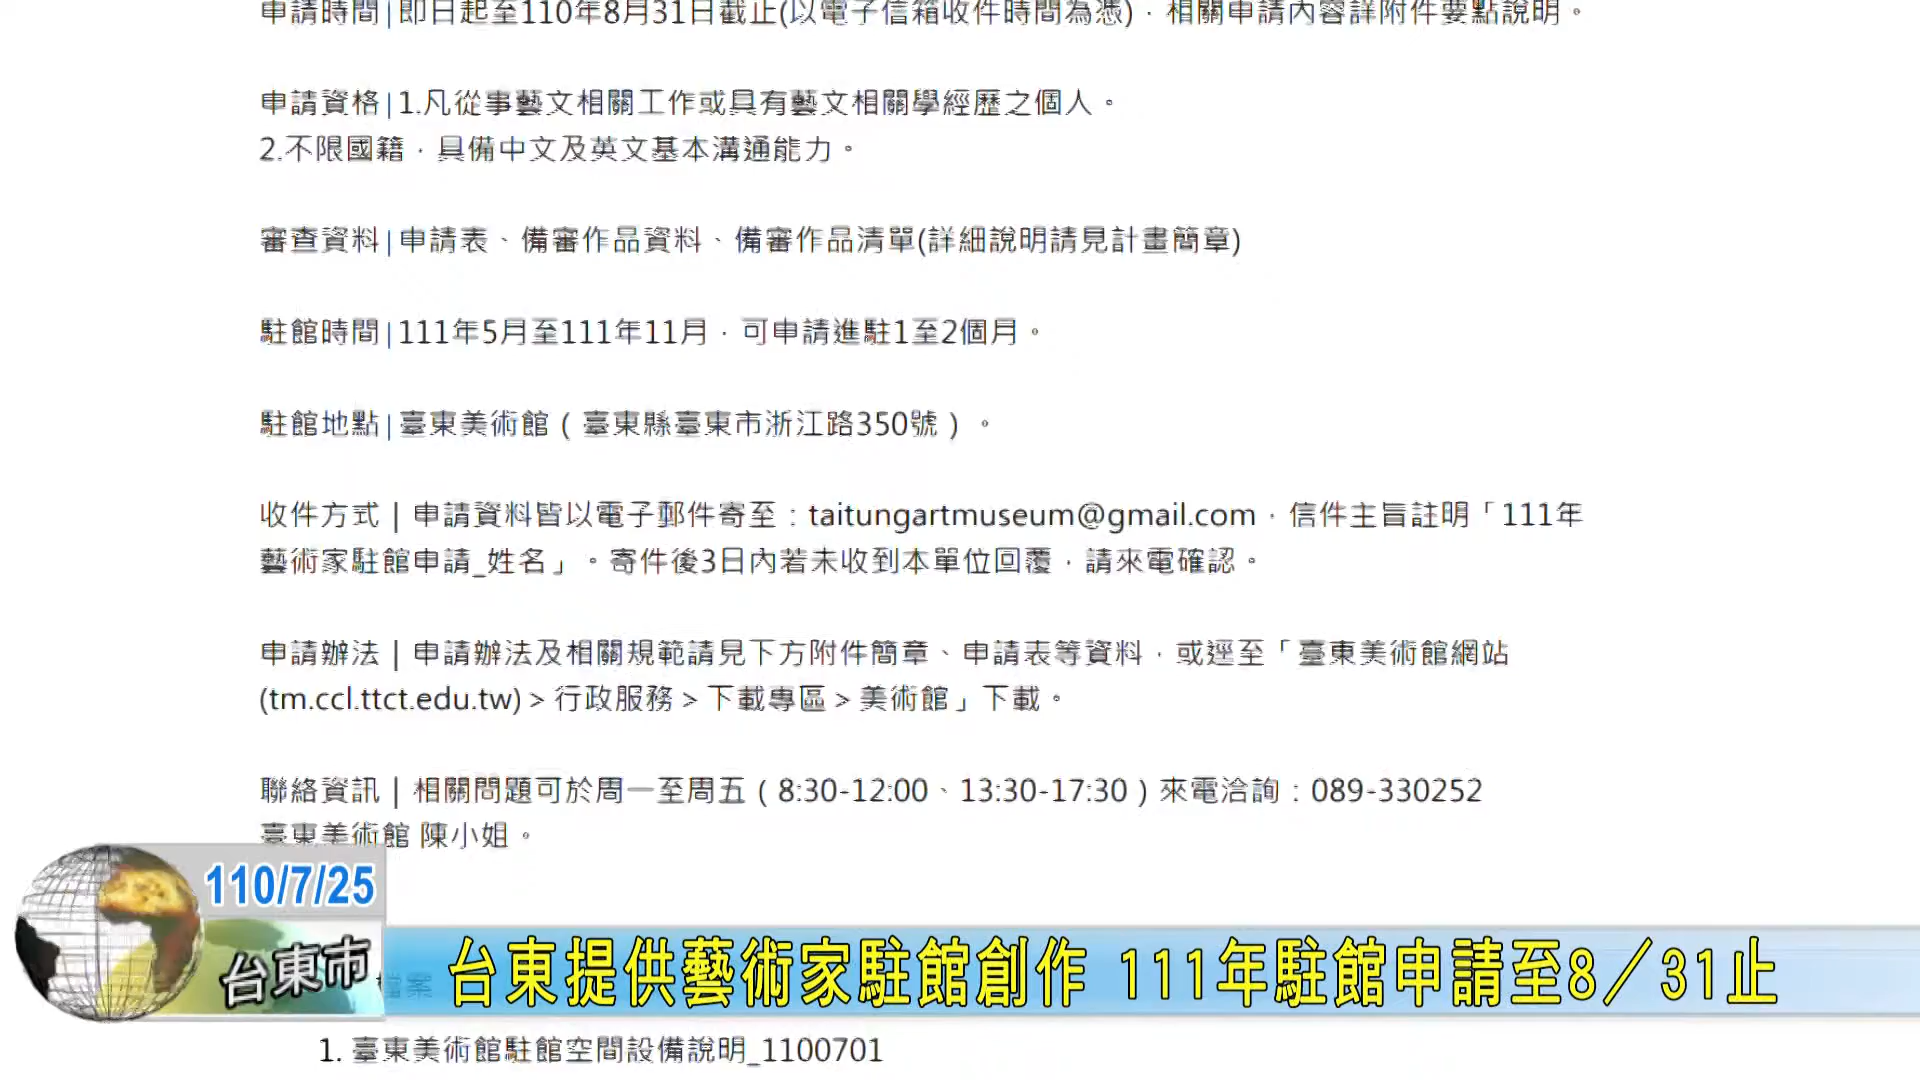 申請時間|即日起至110年8月31日截止(以電子信箱收件時間為憑)，相關申請內容詳附件要點說明。
申請資格|1.凡從事藝文相關工作或具有藝文相關學經歷之個人。
2.不限國籍，具備中文及英文基本溝通能力。
審查資料|申請表、備審作品資料、備審作品清單(詳細說明請見計畫簡章)
駐館時間|111年5月至111年11月，可申請進駐1至2個月。
駐館地點|臺東美術館（臺東縣臺東市浙江路350號）。
收件方式｜申請資料皆以電子郵件寄至：taitungartmuseum@gmail.com，信件主旨註明「111年
藝術家駐館申請_姓名」。寄件後3日內若未收到本單位回覆，請來電確認。
申請辦法｜申請辦法及相關規範請見下方附件簡章、申請表等資料，或逕至「臺東美術館網站
(tm.ccl.ttct.edu.tw)＞行政服務＞下載專區＞美術館」下載。
聯絡資訊｜相關問題可於周一至周五（8:30-12:00、13:30-17:30）來電洽詢：089-330252
臺東美術館 陳小姐。
110/7/25
台東市
台東提供藝術家駐館創作 111年駐館申請至8／31止
1. 臺東美術館駐館空間設備說明_1100701